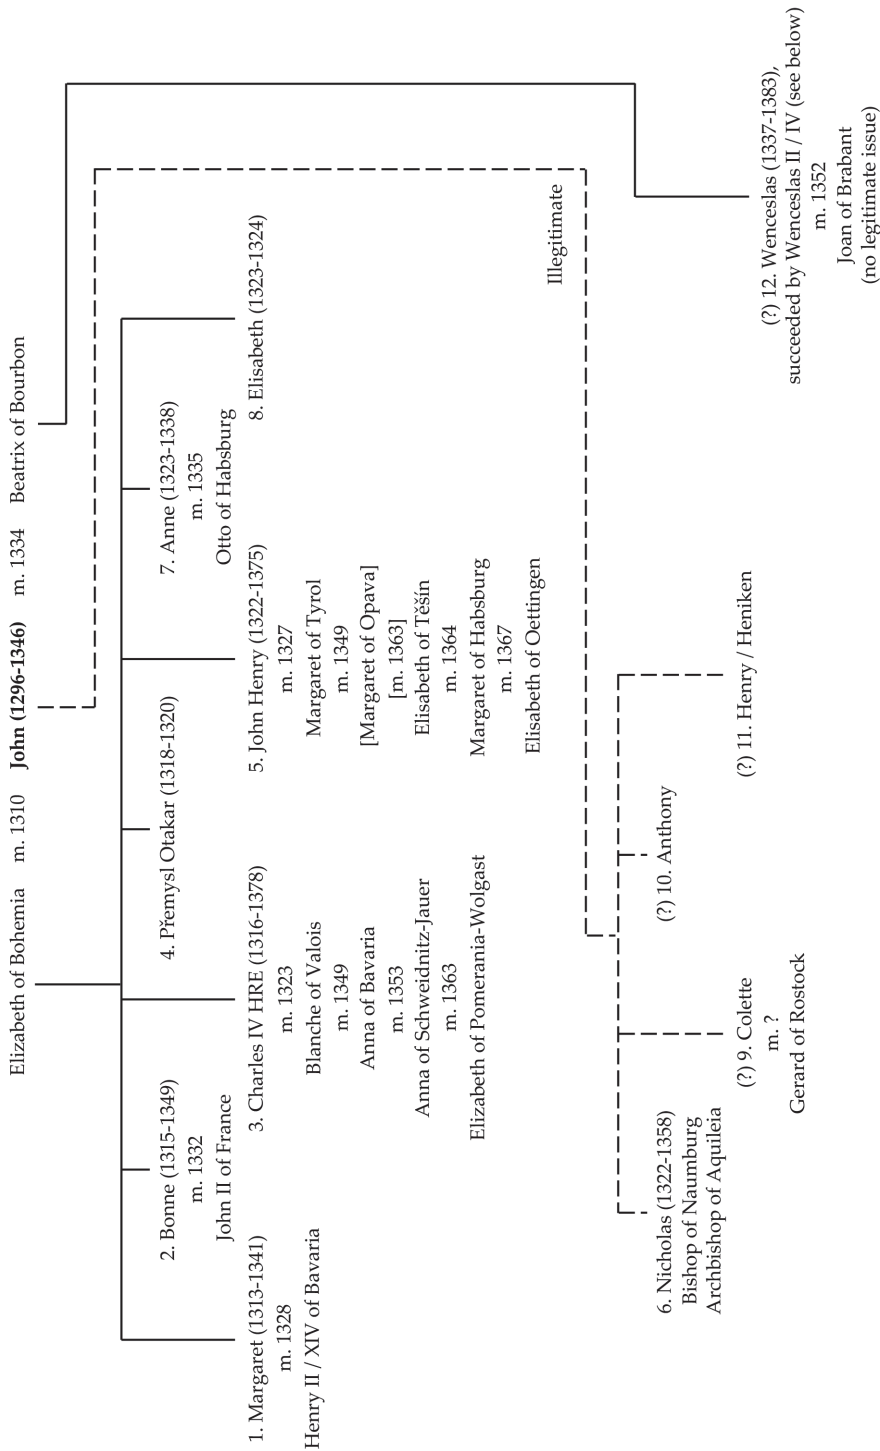 Elizabeth of Bohemia m. 1310 John (1296-1346) m. 1334 Beatrix of Bourbon
1. Margaret (1313-1341)
m. 1328
Henry II / XIV of Bavaria
2. Bonne (1315-1349)
m. 1332
John II of France
3. Charles IV HRE (1316-1378)
m. 1323
Blanche of Valois
m. 1349
Anna of Bavaria
m. 1353
Anna of Schweidnitz-Jauer
m. 1363
Elizabeth of Pomerania-Wolgast
4. Přemysl Otakar (1318-1320)
5. John Henry (1322-1375)
m. 1327
Margaret of Tyrol
m. 1349
[Margaret of Opava]
[m. 1363]
Elisabeth of Těšín
m. 1364
Margaret of Habsburg
m. 1367
Elisabeth of Oettingen
7. Anne (1323-1338)
m. 1335
Otto of Habsburg
8. Elisabeth (1323-1324)
Illegitimate
6. Nicholas (1322-1358)
Bishop of Naumburg
Archbishop of Aquileia
(?) 9. Colette
m. ?
Gerard of Rostock
(?) 10. Anthony
(?) 11. Henry / Heniken
(?) 12. Wenceslas (1337-1383),
succeeded by Wenceslas II / IV (see below)
m. 1352
Joan of Brabant
(no legitimate issue)